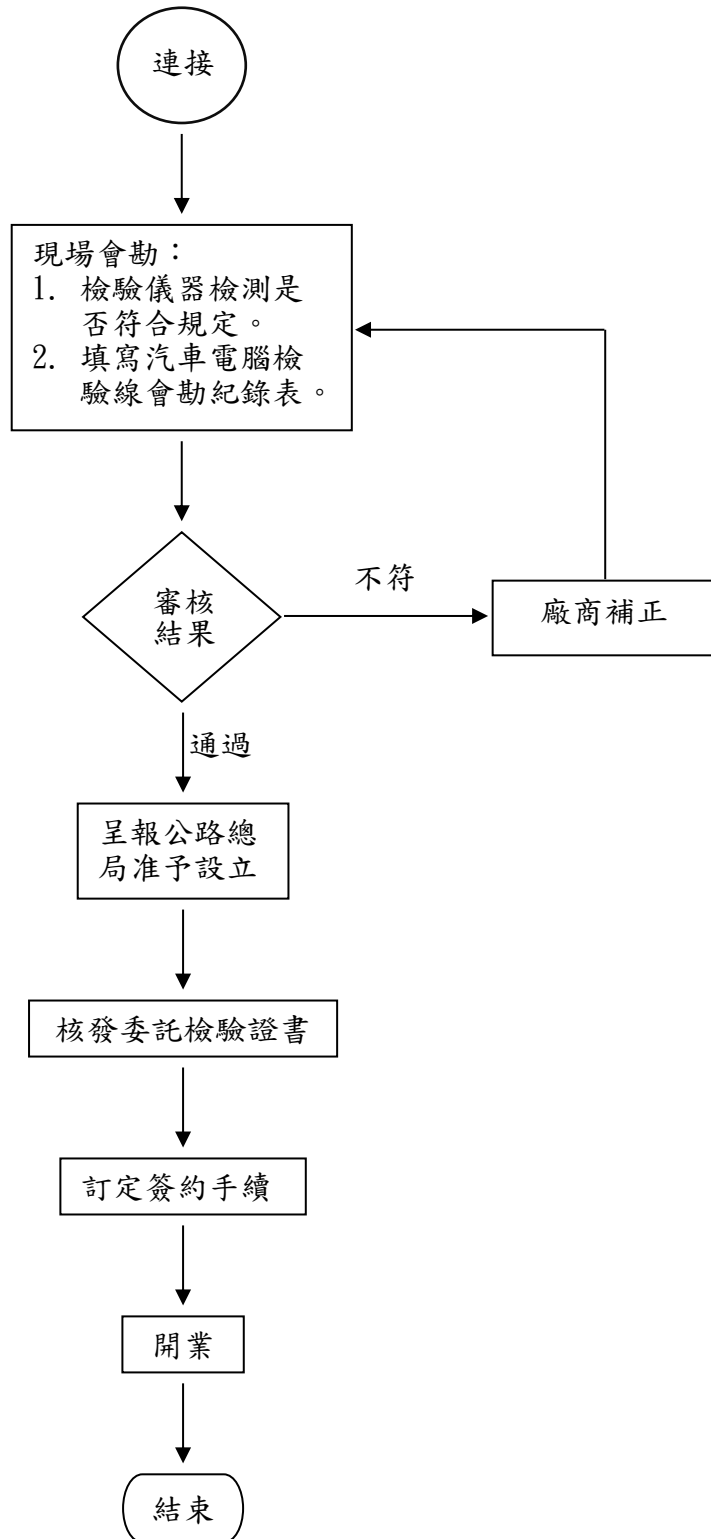 連接
現場會勘：
1. 檢驗儀器檢測是
否符合規定。
2. 填寫汽車電腦檢
驗線會勘紀錄表。
審核
結果
不符
廠商補正
通過
呈報公路總
局准予設立
核發委託檢驗證書
訂定簽約手續
開業
結束